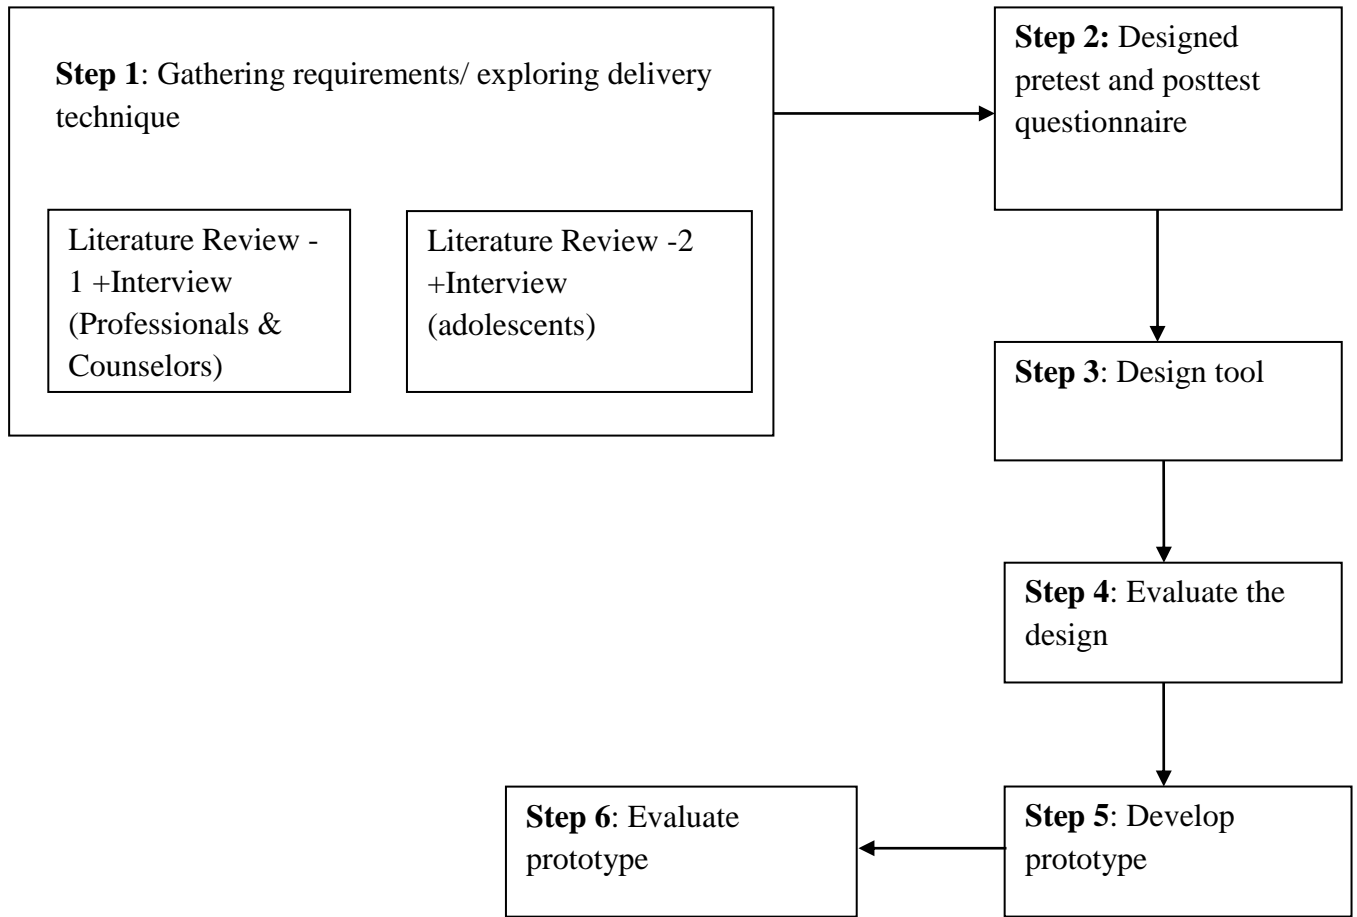 Step 1: Gathering requirements/ exploring delivery
technique
Literature Review -
1 +Interview
(Professionals &
Counselors)
Literature Review -2
+Interview
(adolescents)
Step 2: Designed
pretest and posttest
questionnaire
Step 3: Design tool
Step 4: Evaluate the
design
Step 5: Develop
prototype
Step 6: Evaluate
prototype